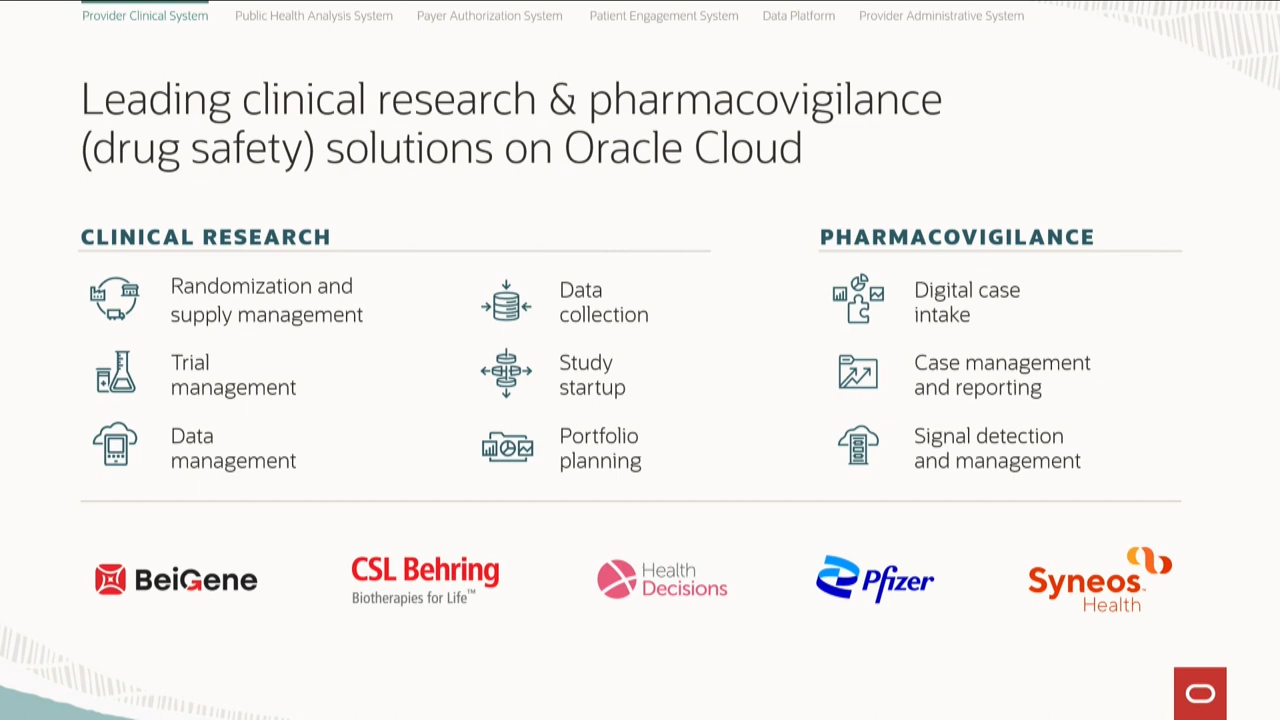 Provider Clinical System
Public Health Analysis System
Payer Authorization System
Patient Engagement System
Data Platform
Provider Administrative System
Leading clinical research & pharmacovigilance
(drug safety) solutions on Oracle Cloud
CLINICAL RESEARCH
Randomization and
supply management
Trial
management
Data
management
Data
collection
Study
startup
Portfolio
planning
PHARMACOVIGILANCE
Digital case
intake
Case management
and reporting
Signal detection
and management
BeiGene
CSL Behring
Biotherapies for Life™
Health
Decisions
Pfizer
Syneos
Health